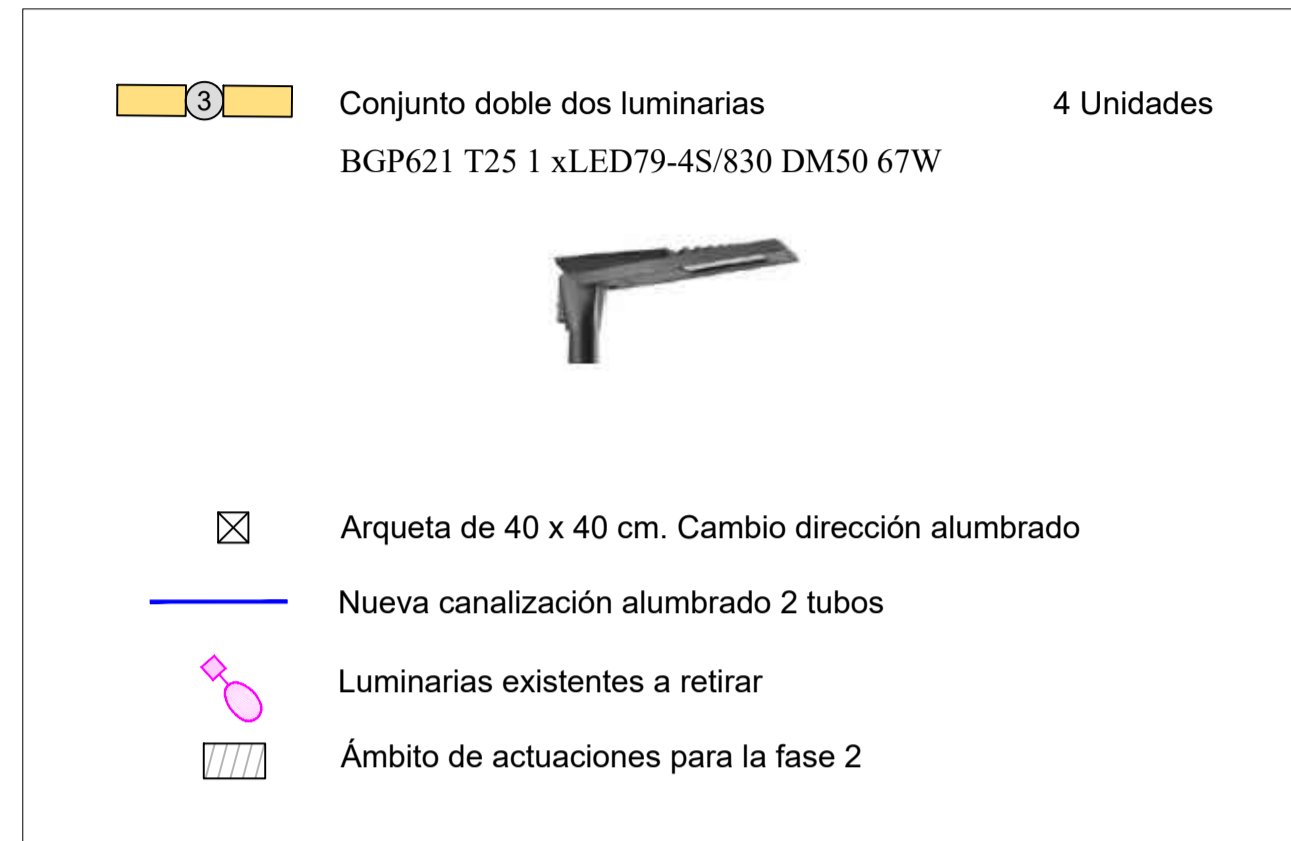 3 Conjunto doble dos luminarias 4 Unidades
BGP621 T25 1 xLED79-4S/830 DM50 67W
Arqueta de 40 x 40 cm. Cambio dirección alumbrado
Nueva canalización alumbrado 2 tubos
Luminarias existentes a retirar
Ámbito de actuaciones para la fase 2